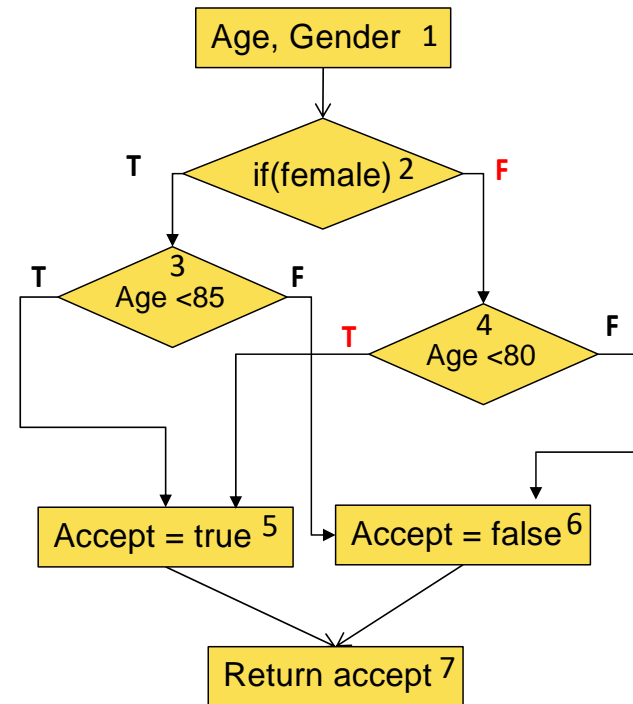 Age, Gender 1
T
if(female) 2
F
T
3
Age <85
F
T
4
Age <80
F
Accept = true 5
Accept = false 6
Return accept 7